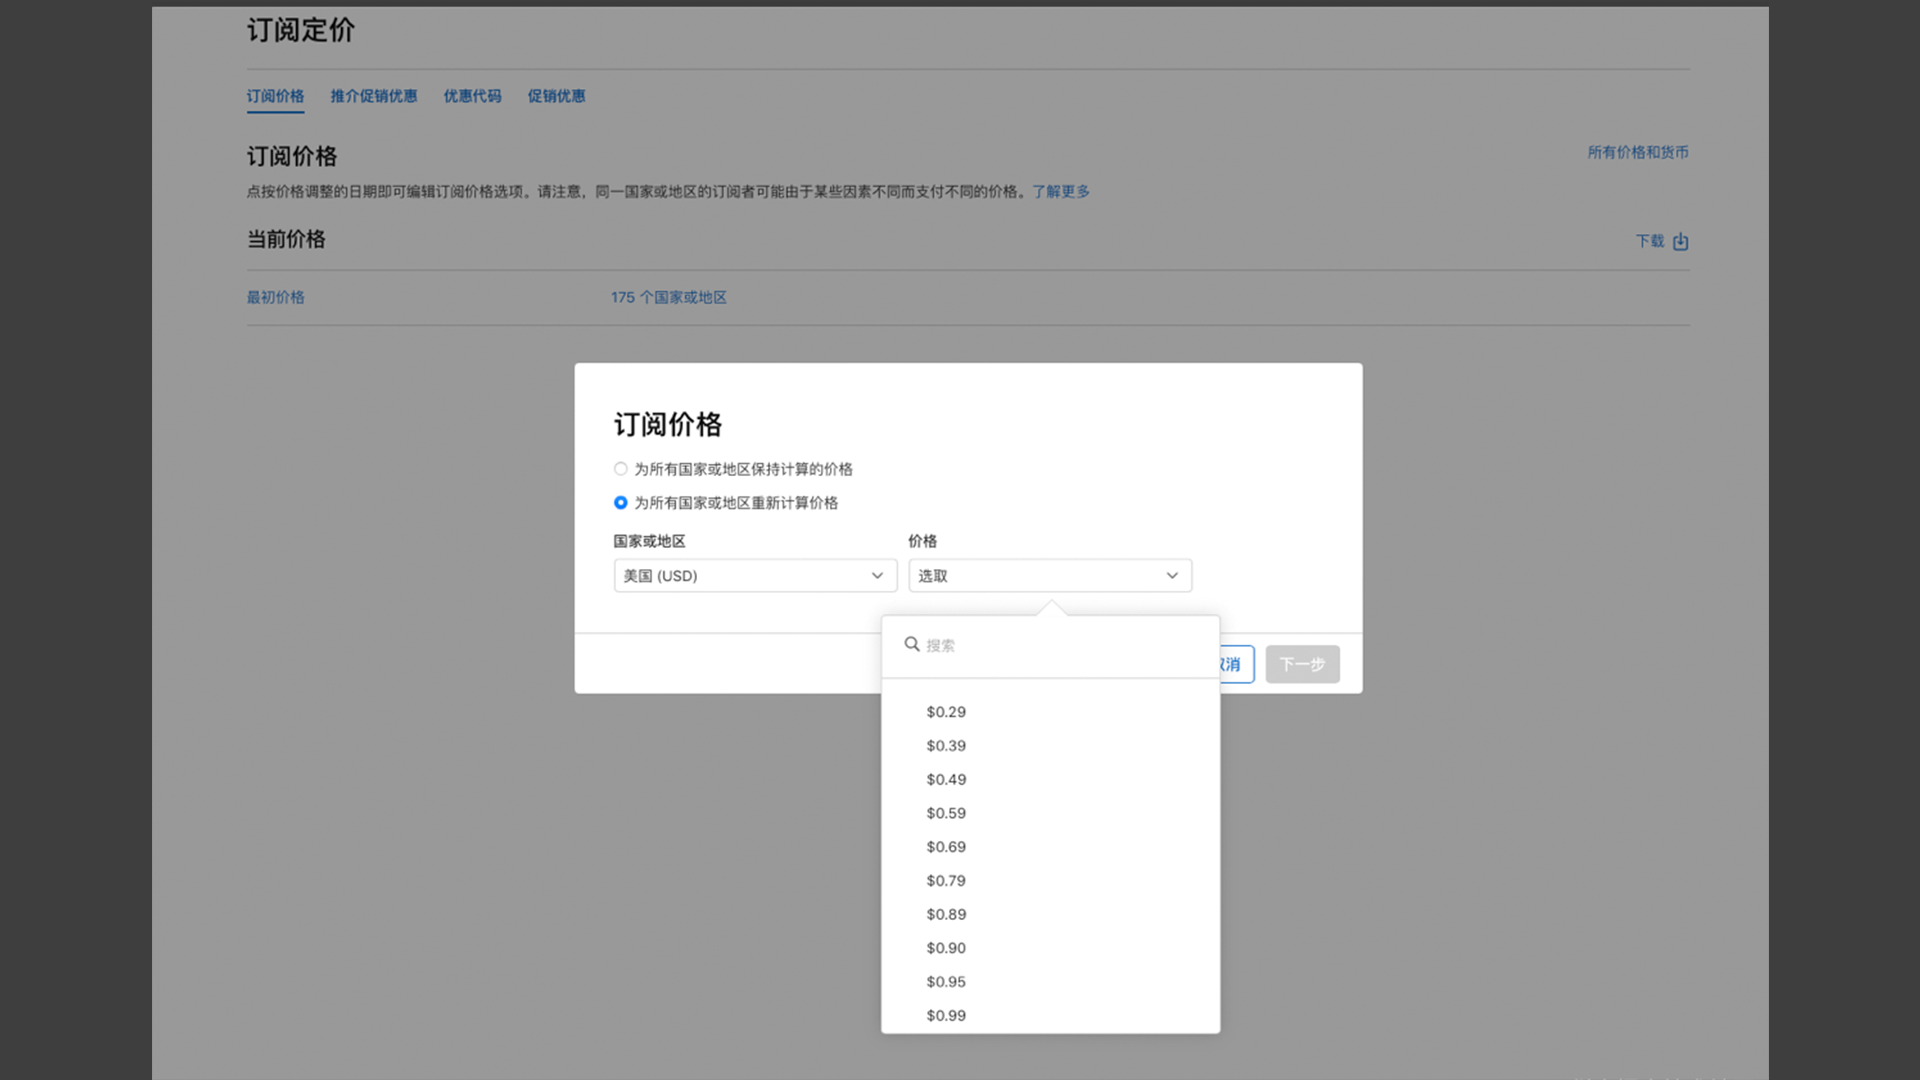 订阅定价
订阅价格 推介促销优惠 优惠代码 促销优惠
订阅价格
所有价格和货币
点按价格调整的日期即可编辑订阅价格选项。请注意，同一国家或地区的订阅者可能由于某些因素不同而支付不同的价格。了解更多
当前价格
下载
最初价格 175 个国家或地区
订阅价格
为所有国家或地区保持计算的价格
为所有国家或地区重新计算价格
国家或地区 价格
美国 (USD) 选取
搜索
消 下一步
$0.29
$0.39
$0.49
$0.59
$0.69
$0.79
$0.89
$0.90
$0.95
$0.99